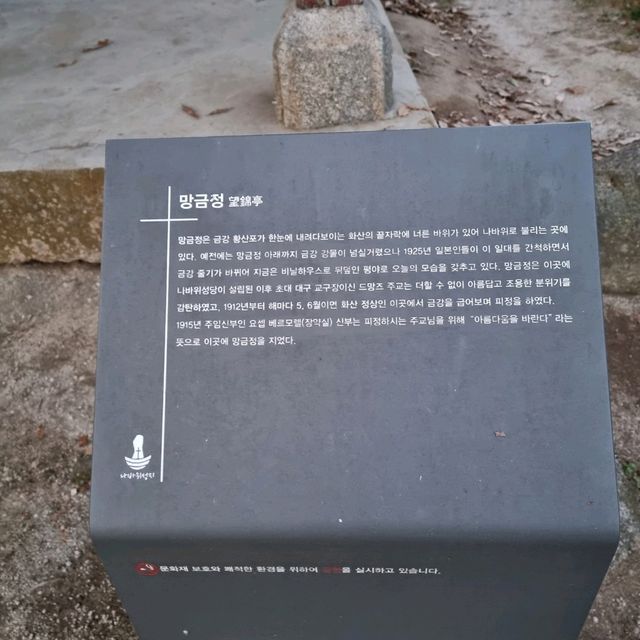 망금정 望錦亭
망금정은 금강 황산포가 한눈에 내려다보이는 화산의 끝자락에 너른 바위가 있어 나바위로 불리는 곳에
있다. 예전에는 망금정 아래까지 금강 강물이 넘실거렸으나 1925년 일본인들이 이 일대를 간척하면서
금강 줄기가 바뀌어 지금은 비닐하우스로 뒤덮인 평야로 오늘의 모습을 갖추고 있다. 망금정은 이곳에
나바위성당이 설립된 이후 초대 대구 교구장이신 드망즈 주교는 더할 수 없이 아름답고 조용한 분위기를
감탄하였고, 1912년부터 해마다 5, 6월이면 화산 정상인 이곳에서 금강을 굽어보며 피정을 하였다.
1915년 주임신부인 요셉 베르모렐(장약실) 신부는 피정하시는 주교님을 위해 "아름다움을 바란다" 라는
뜻으로 이곳에 망금정을 지었다.
나바위성지
문화재 보호와 쾌적한 환경을 위하여 금연을 실시하고 있습니다.